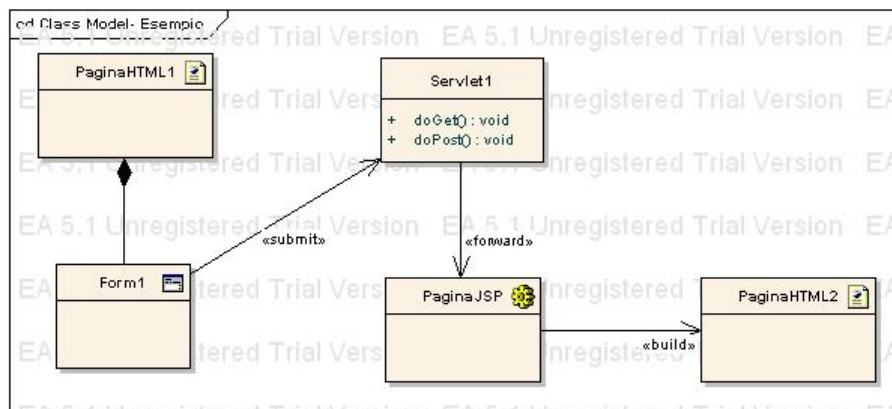 cd Class Model- Esempio
EA 5.1 Unregistered Trial Version EA 5.1 Unregistered Trial Version EA
PaginaHTML1
Servlet1
+ doGet() : void
+ doPost() : void
«submit»
«forward»
Form1
PaginaJSP
PaginaHTML2
«build»